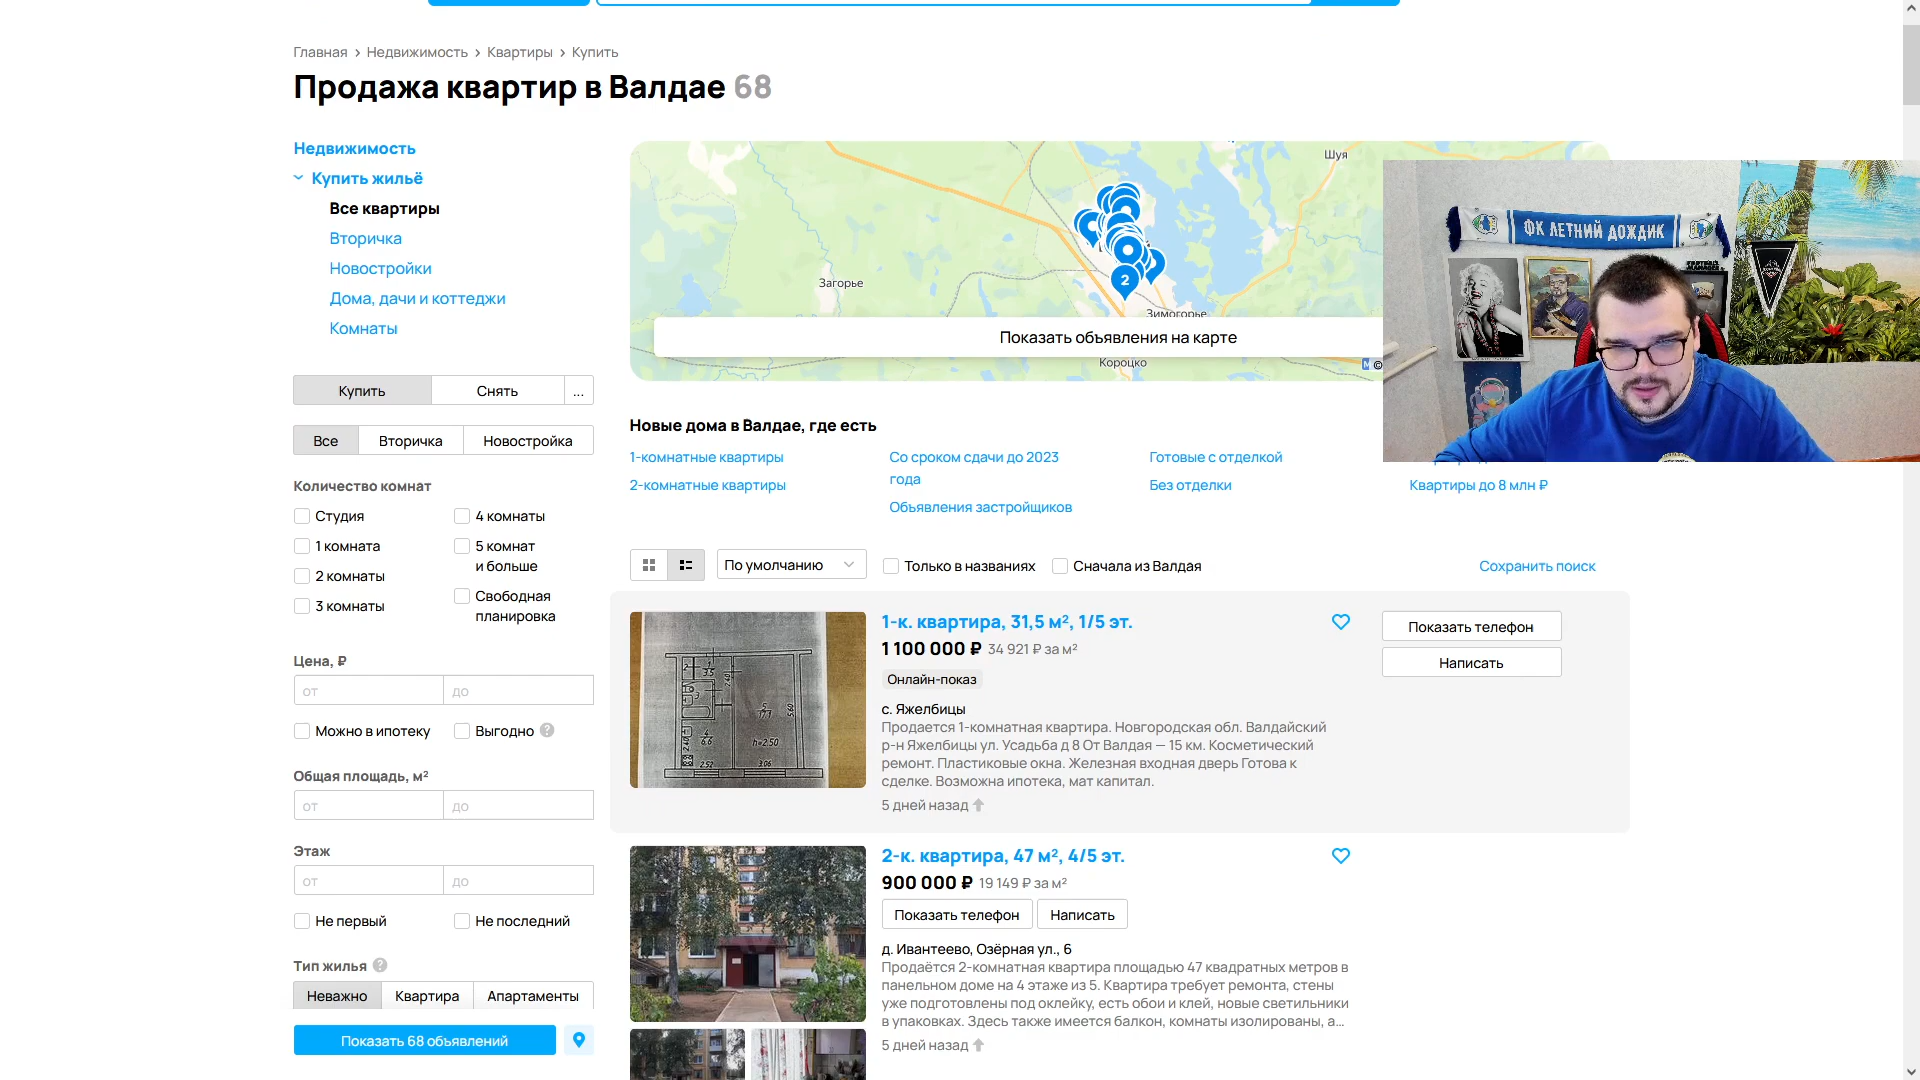 Главная › Недвижимость › Квартиры › Купить
Продажа квартир в Валдае 68
Недвижимость
Купить жильё
Все квартиры
Вторичка
Новостройки
Дома, дачи и коттеджи
Комнаты
Купить Снять ...
Все Вторичка Новостройка
Количество комнат
Студия
4 комнаты
1 комната
5 комнат
и больше
2 комнаты
Свободная
планировка
3 комнаты
Цена, ₽
от до
Можно в ипотеку Выгодно ?
Общая площадь, м²
от до
Этаж
от до
Не первый Не последний
Тип жилья ?
Неважно Квартира Апартаменты
Показать 68 объявлений
Шуя
Загорье
2
Зимогорье
Показать объявления на карте
Короцко
©
ФК ЛЕТНИЙ ДОЖДИК
Новые дома в Валдае, где есть
1-комнатные квартиры
2-комнатные квартиры
Со сроком сдачи до 2023
года
Объявления застройщиков
Готовые с отделкой
Без отделки
Квартиры до 8 млн ₽
По умолчанию Только в названиях Сначала из Валдая Сохранить поиск
1-к. квартира, 31,5 м², 1/5 эт.
1 100 000 ₽ 34 921 ₽ за м²
Онлайн-показ
с. Яжелбицы
Продается 1-комнатная квартира. Новгородская обл. Валдайский
р-н Яжелбицы ул. Усадьба д 8 От Валдая — 15 км. Косметический
ремонт. Пластиковые окна. Железная входная дверь Готова к
сделке. Возможна ипотека, мат капитал.
5 дней назад
Показать телефон
Написать
h=2.50
2.52
3.06
5.60
2-к. квартира, 47 м², 4/5 эт.
900 000 ₽ 19 149 ₽ за м²
Показать телефон Написать
д. Ивантеево, Озёрная ул., 6
Продаётся 2-комнатная квартира площадью 47 квадратных метров в
панельном доме на 4 этаже из 5. Квартира требует ремонта, стены
уже подготовлены под оклейку, есть обои и клей, новые светильники
в упаковках. Здесь также имеется балкон, комнаты изолированы, а...
5 дней назад